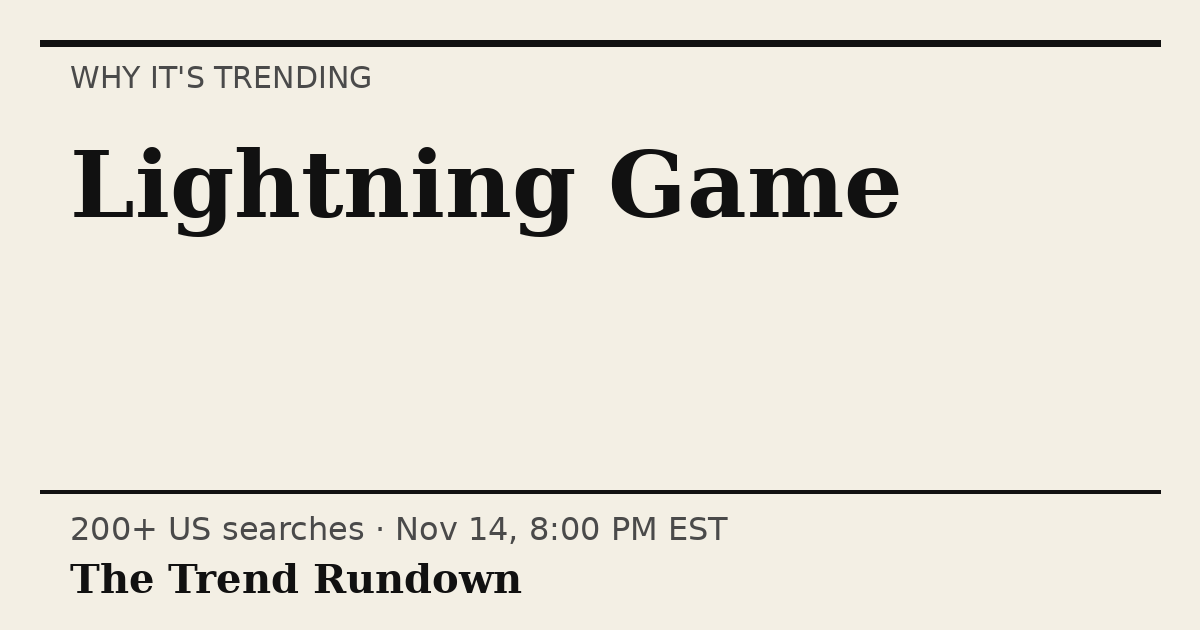 WHY IT'S TRENDING
Lightning Game
200+ US searches · Nov 14, 8:00 PM EST
The Trend Rundown